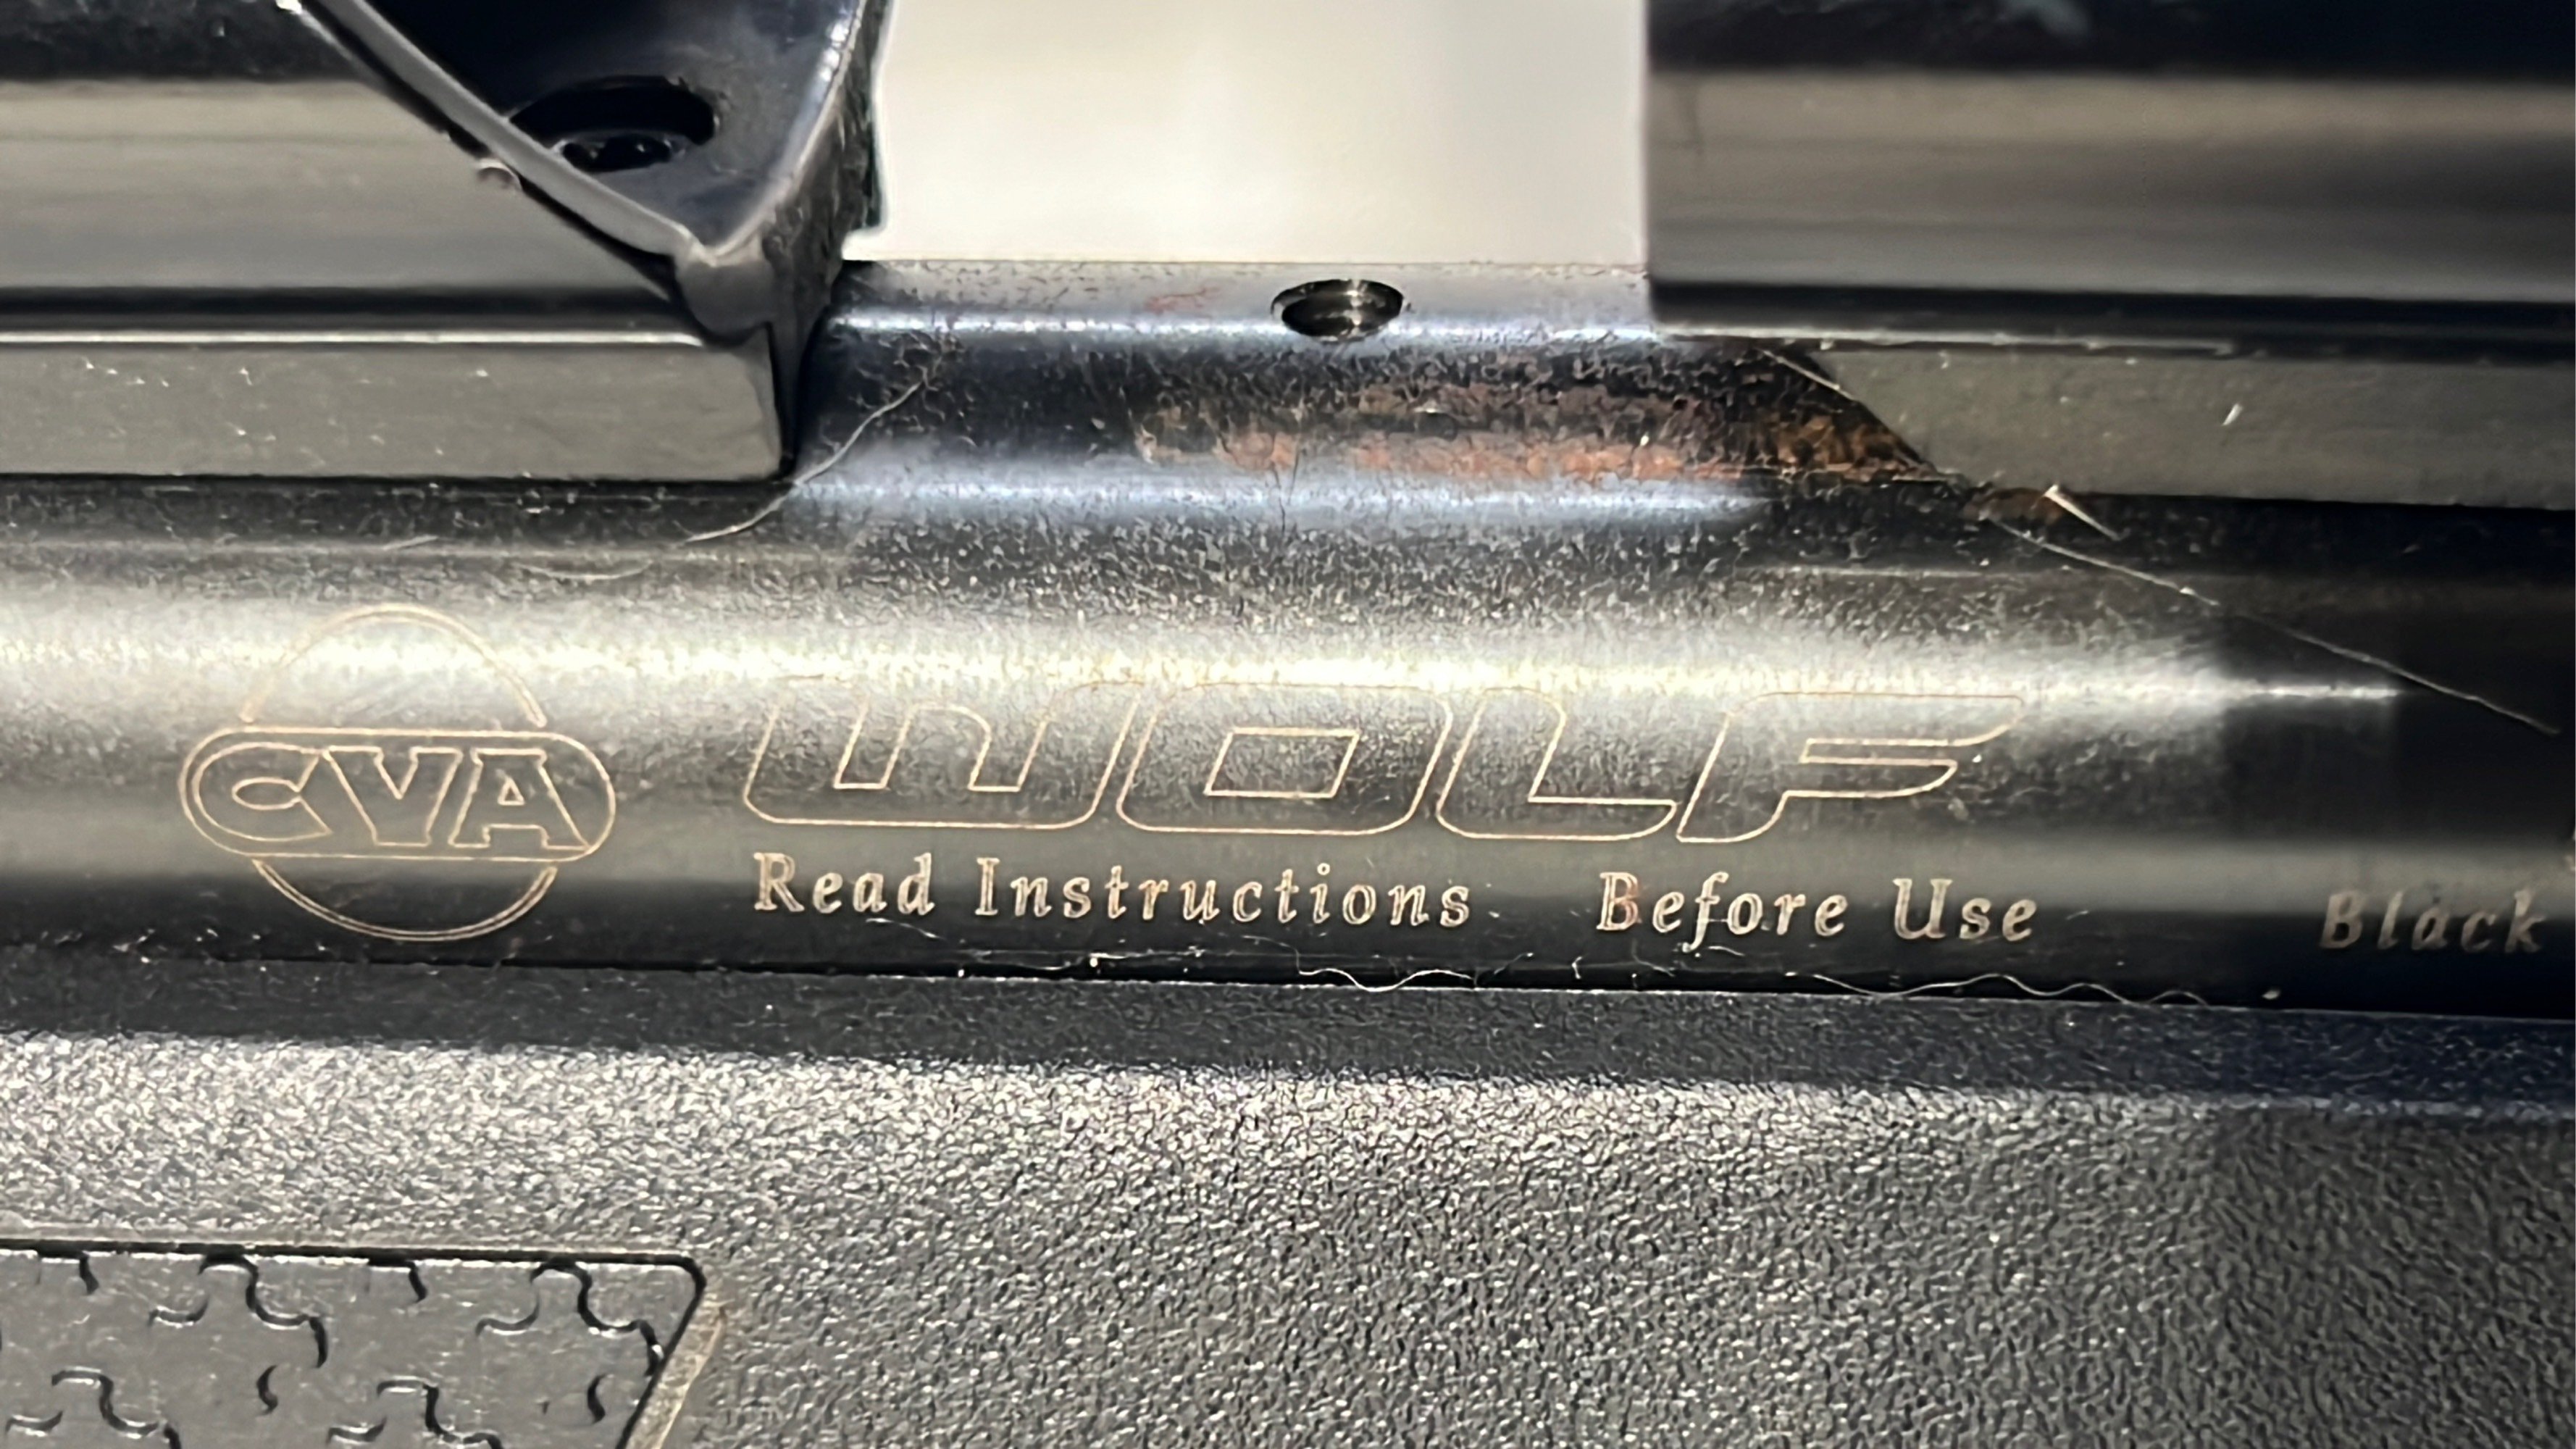 CVA
WOLF
Read Instructions Before Use
Black